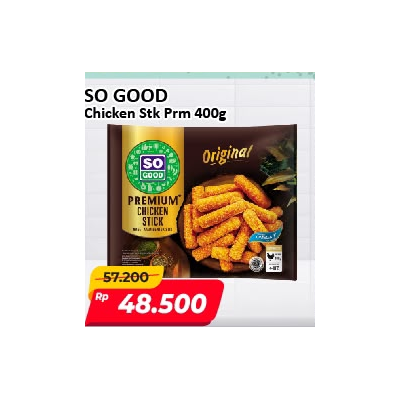 SO GOOD
Chicken Stk Prm 400g
SO
GOOD
Original
PREMIUM
CHICKEN
STICK
57.200
Rp 48.500